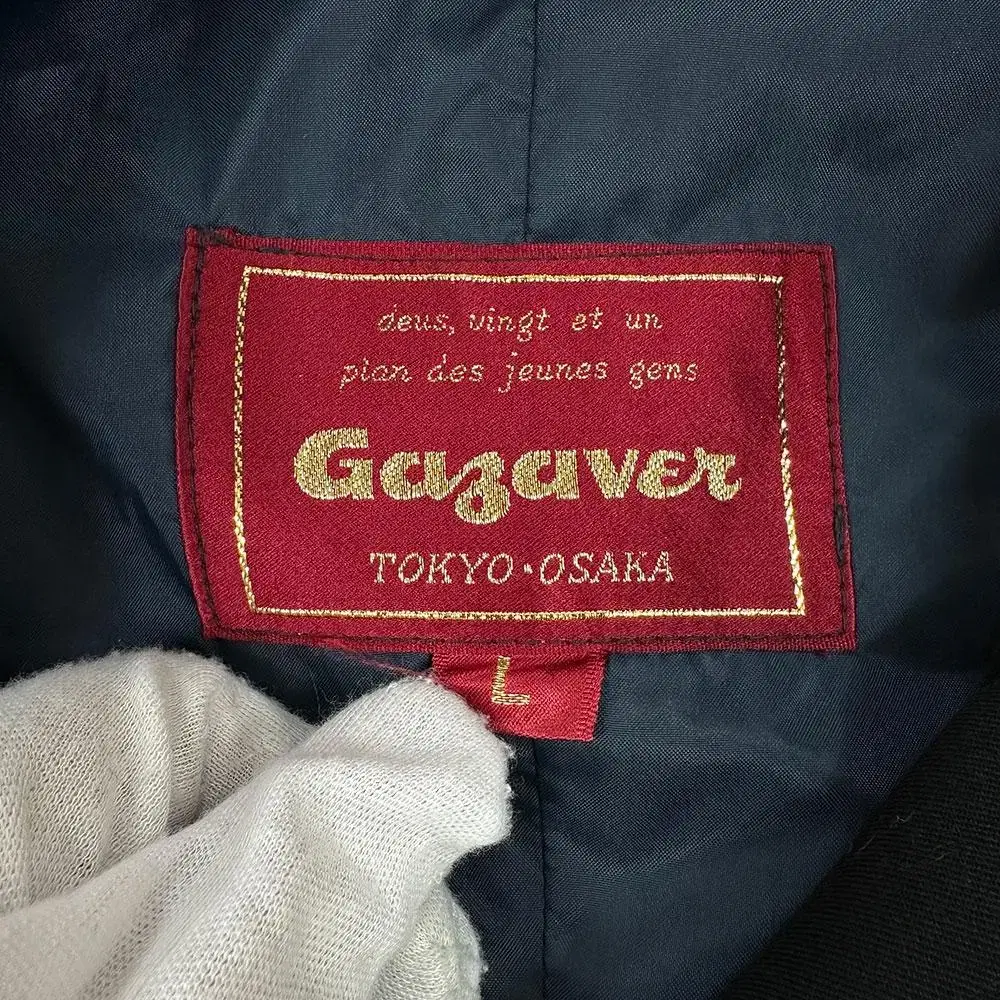 deus, vingt et un
plan des jeunes gens
Gazaver
TOKYO·OSAKA
L